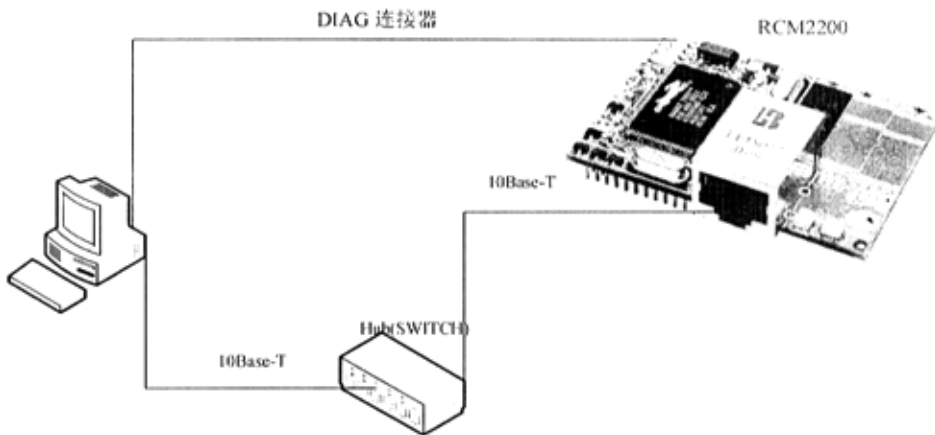 DIAG 连接器
RCM2200
10Base-T
Hub(SWITCH)
10Base-T